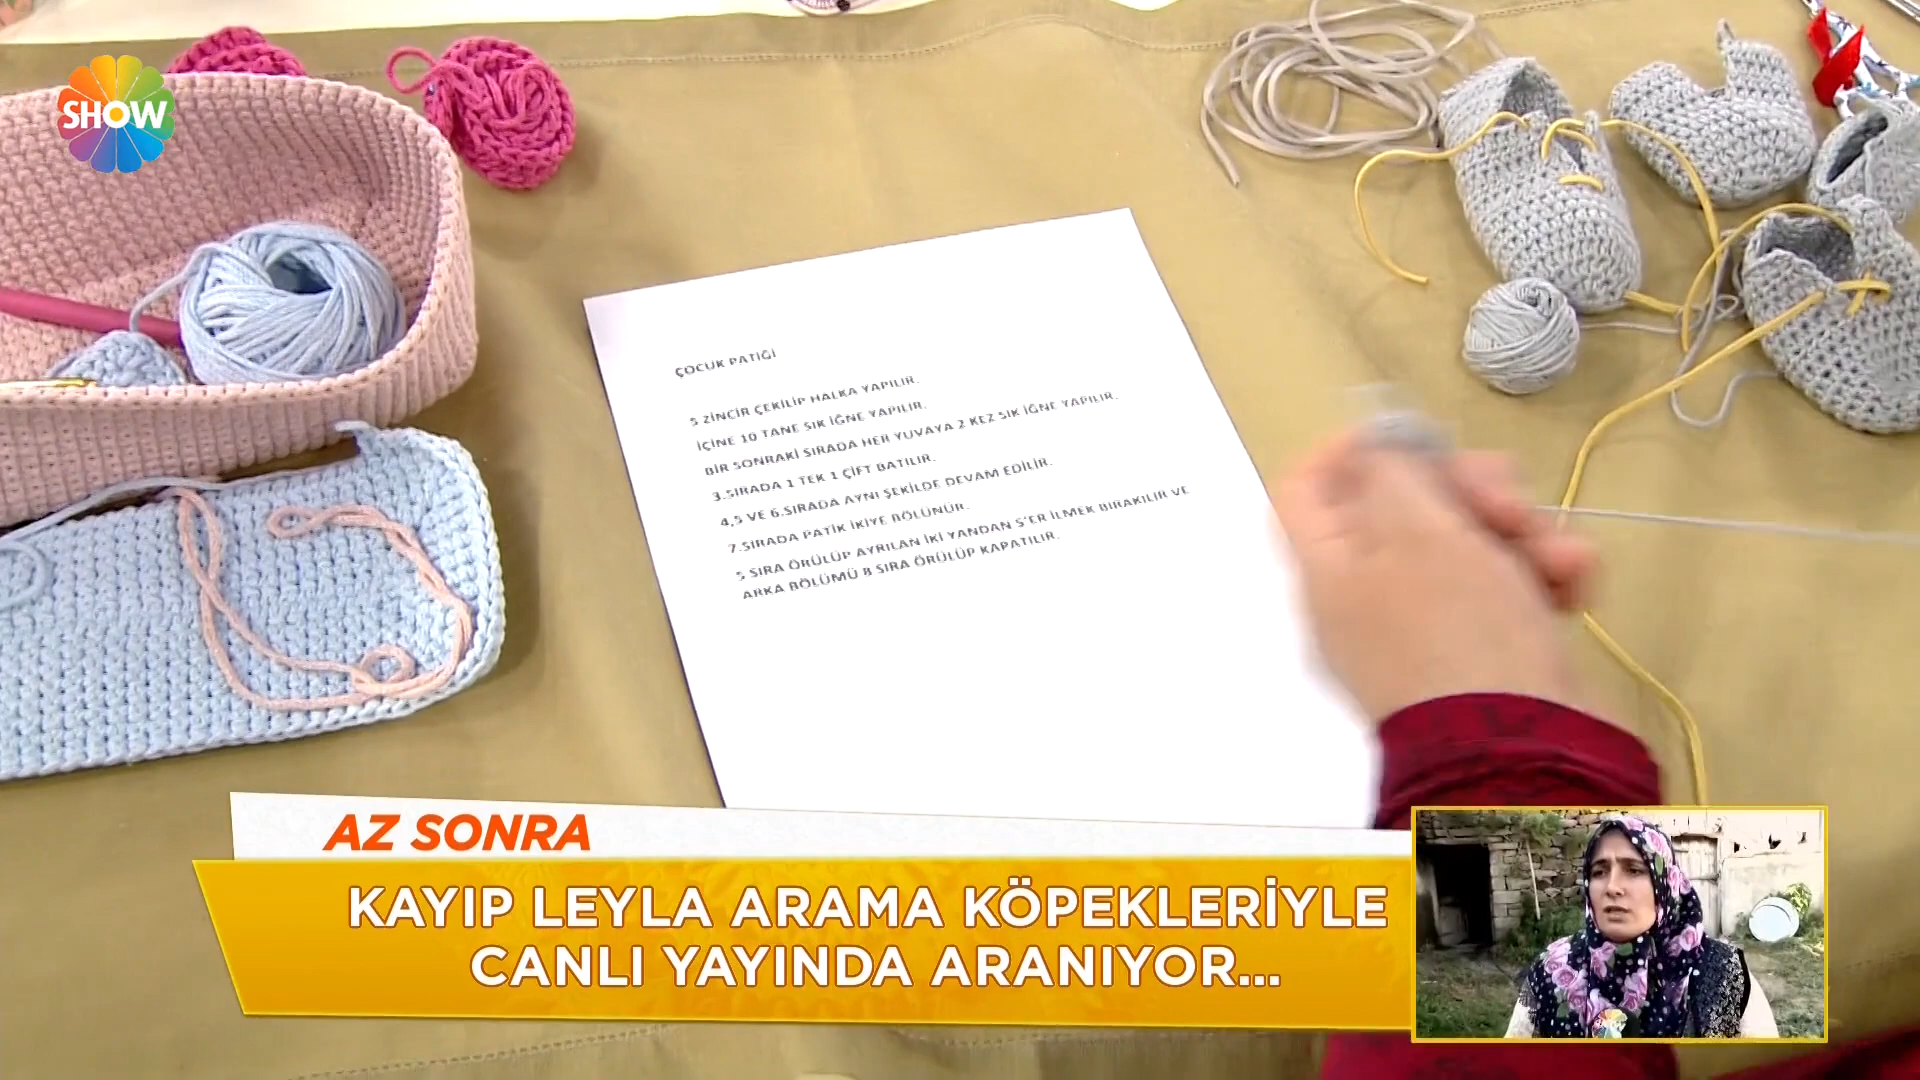 SHOW
ÇOCUK PATİĞİ
5 ZİNCİR ÇEKİLİP HALKA YAPILIR.
İÇİNE 10 TANE SIK İĞNE YAPILIR.
BİR SONRAKİ SIRADA HER YUVAYA 2 KEZ SIK İĞNE YAPILIR.
3.SIRADA 1 TEK 1 ÇİFT BATILIR.
4,5 VE 6.SIRADA AYNI ŞEKİLDE DEVAM EDİLİR.
7.SIRADA PATİK İKİYE BÖLÜNÜR.
5 SIRA ÖRÜLÜP AYRILAN İKİ YANDAN 5'ER İLMEK BIRAKILIR VE
ARKA BÖLÜMÜ 8 SIRA ÖRÜLÜP KAPATILIR.
AZ SONRA
KAYIP LEYLA ARAMA KÖPEKLERİYLE
CANLI YAYINDA ARANIYOR...